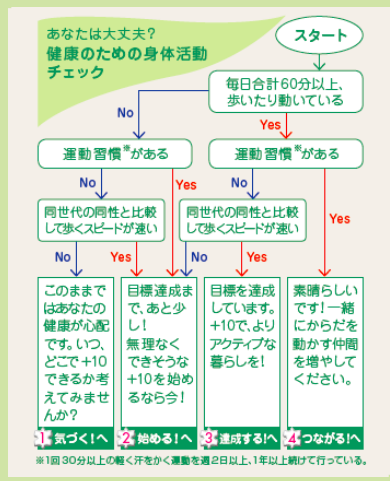 あなたは大丈夫?
健康のための身体活動
チェック
スタート
毎日合計60分以上、
歩いたり動いている
No
Yes
運動習慣※がある
運動習慣※がある
No
Yes
No
Yes
同世代の同性と比較
して歩くスピードが速い
同世代の同性と比較
して歩くスピードが速い
No
Yes
No
Yes
このままで
はあなたの
健康が心配
です。いつ、
どこで+10
できるか考
えてみませ
んか?
1 気づく!へ
目標達成ま
で、あと少
し!
無理なく
できそうな
+10を始め
るなら今!
2 始める!へ
目標を達成
しています。
+10で、より
アクティブな
暮らしを!
3 達成する!へ
素晴らしい
です!一緒
にからだを
動かす仲間
を増やして
ください。
4 つながる!へ
※1回30分以上の軽く汗をかく運動を週2日以上、1年以上続けて行っている。